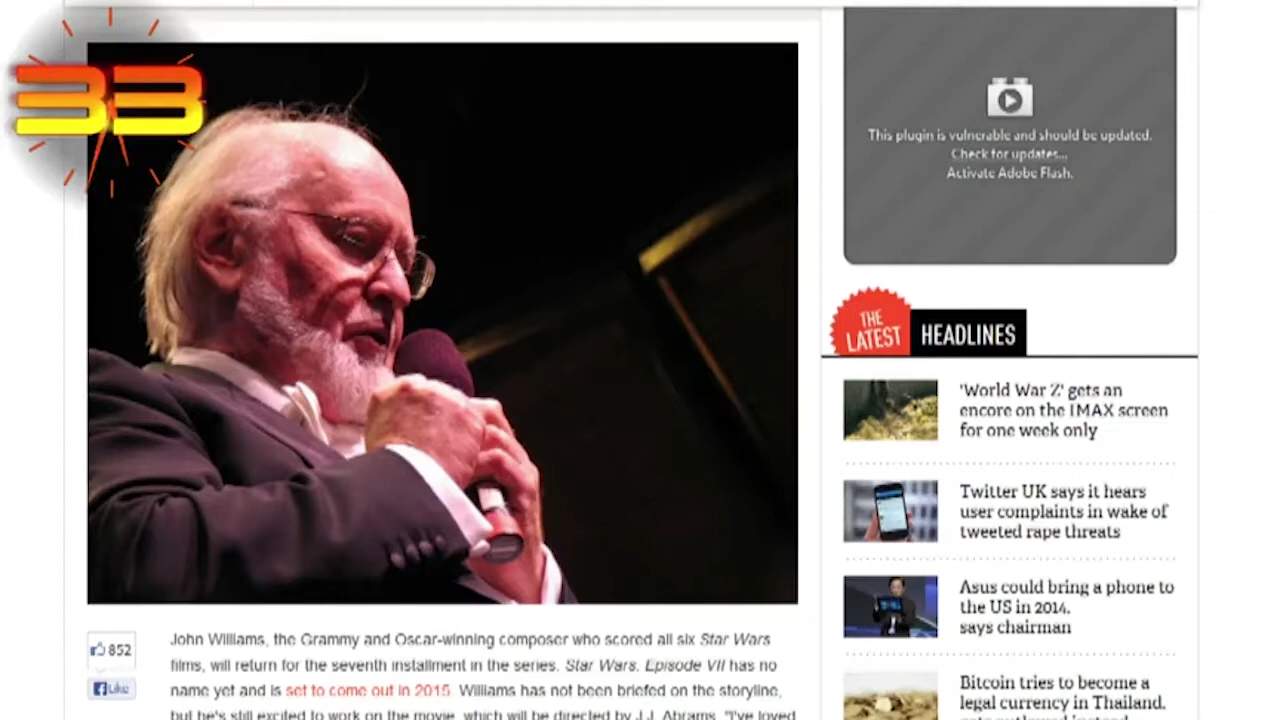 33
This plugin is vulnerable and should be updated.
Check for updates...
Activate Adobe Flash.
THE
LATEST
HEADLINES
'World War Z' gets an
encore on the IMAX screen
for one week only
Twitter UK says it hears
user complaints in wake of
tweeted rape threats
Asus could bring a phone to
the US in 2014,
says chairman
Bitcoin tries to become a
legal currency in Thailand,
852
Like
John Williams, the Grammy and Oscar-winning composer who scored all six Star Wars
films, will return for the seventh installment in the series. Star Wars: Episode VII has no
name yet and is set to come out in 2015. Williams has not been briefed on the storyline,
but he's still excited to work on the movie, which will be directed by J.J. Abrams. "I've loved